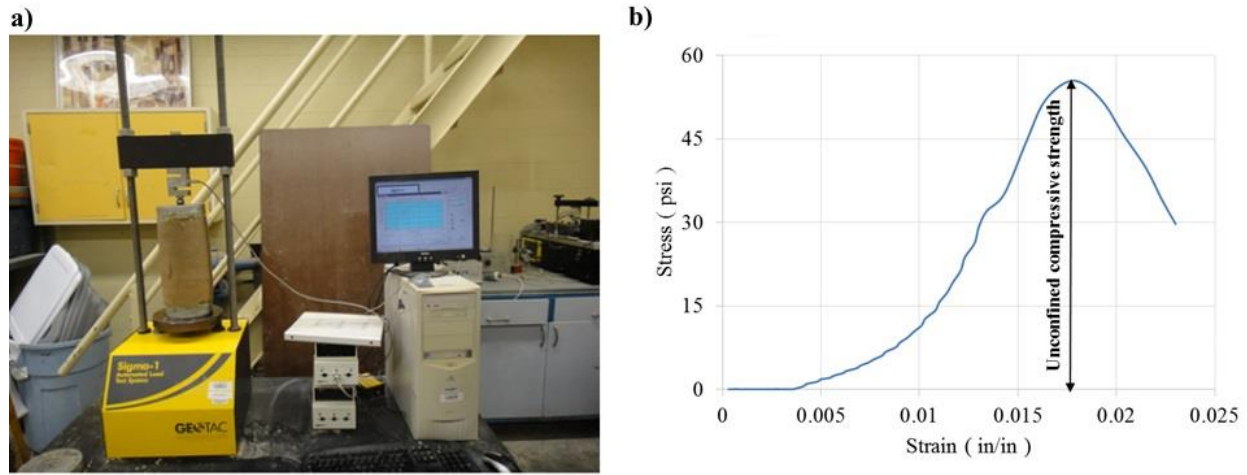 a)
Sigma-1
Automated Load
Test System
GEOTAC
b)
60
45
30
15
0
0
0.005
0.01
0.015
0.02
0.025
Stress ( psi )
Strain ( in/in )
Unconfined compressive strength